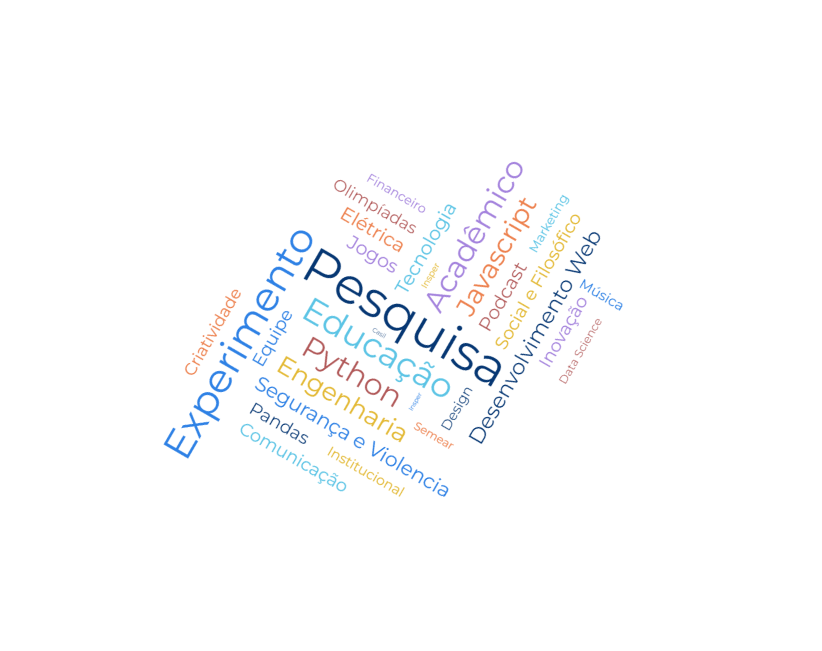 Financeiro
Olimpíadas
Elétrica
Jogos
Tecnologia
Insper
Acadêmico
Javascript
Marketing
Podcast
Social e Filosófico
Desenvolvimento Web
Música
Inovação
Data Science
Experimento
Pesquisa
Criatividade
Equipe
Educação
Casil
Python
Insper
Engenharia
Design
Semear
Segurança e Violencia
Pandas
Comunicação
Institucional